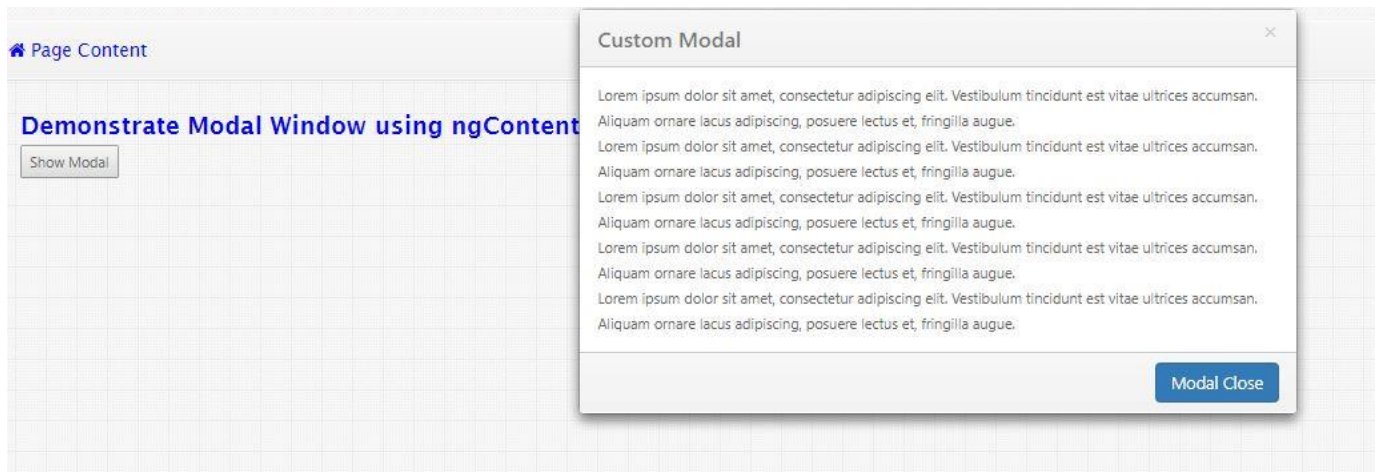 Page Content
Demonstrate Modal Window using ngContent
Show Modal
Custom Modal
×
Lorem ipsum dolor sit amet, consectetur adipiscing elit. Vestibulum tincidunt est vitae ultrices accumsan.
Aliquam ornare lacus adipiscing, posuere lectus et, fringilla augue.
Lorem ipsum dolor sit amet, consectetur adipiscing elit. Vestibulum tincidunt est vitae ultrices accumsan.
Aliquam ornare lacus adipiscing, posuere lectus et, fringilla augue.
Lorem ipsum dolor sit amet, consectetur adipiscing elit. Vestibulum tincidunt est vitae ultrices accumsan.
Aliquam ornare lacus adipiscing, posuere lectus et, fringilla augue.
Lorem ipsum dolor sit amet, consectetur adipiscing elit. Vestibulum tincidunt est vitae ultrices accumsan.
Aliquam ornare lacus adipiscing, posuere lectus et, fringilla augue.
Lorem ipsum dolor sit amet, consectetur adipiscing elit. Vestibulum tincidunt est vitae ultrices accumsan.
Aliquam ornare lacus adipiscing, posuere lectus et, fringilla augue.
Modal Close